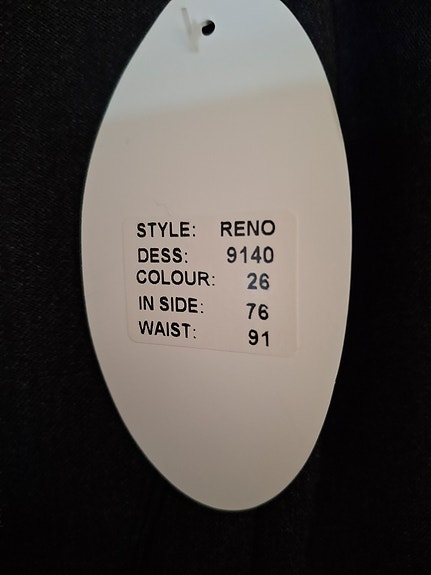 STYLE: RENO
DESS: 9140
COLOUR: 26
IN SIDE: 76
WAIST: 91